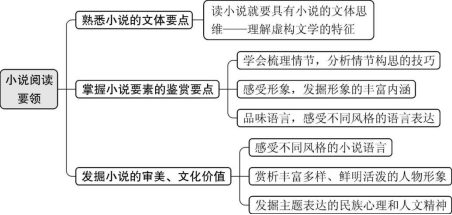 小说阅读
要领
熟悉小说的文体要点
读小说就要具有小说的文体思
维——理解虚构文学的特征
掌握小说要素的鉴赏要点
学会梳理情节，分析情节构思的技巧
感受形象，发掘形象的丰富内涵
品味语言，感受不同风格的语言表达
发掘小说的审美、文化价值
感受不同风格的小说语言
赏析丰富多样、鲜明活泼的人物形象
发掘主题表达的民族心理和人文精神